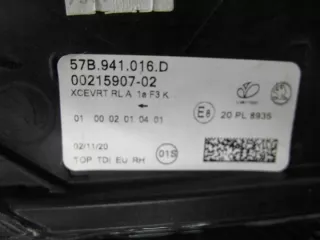 57B.941.016.D
00215907-02
XCEVRT RL A 1a F3 K
01 00 02 01 04 01
E8
20 PL 8935
02/11/20
01S
TOP TDI EU RH